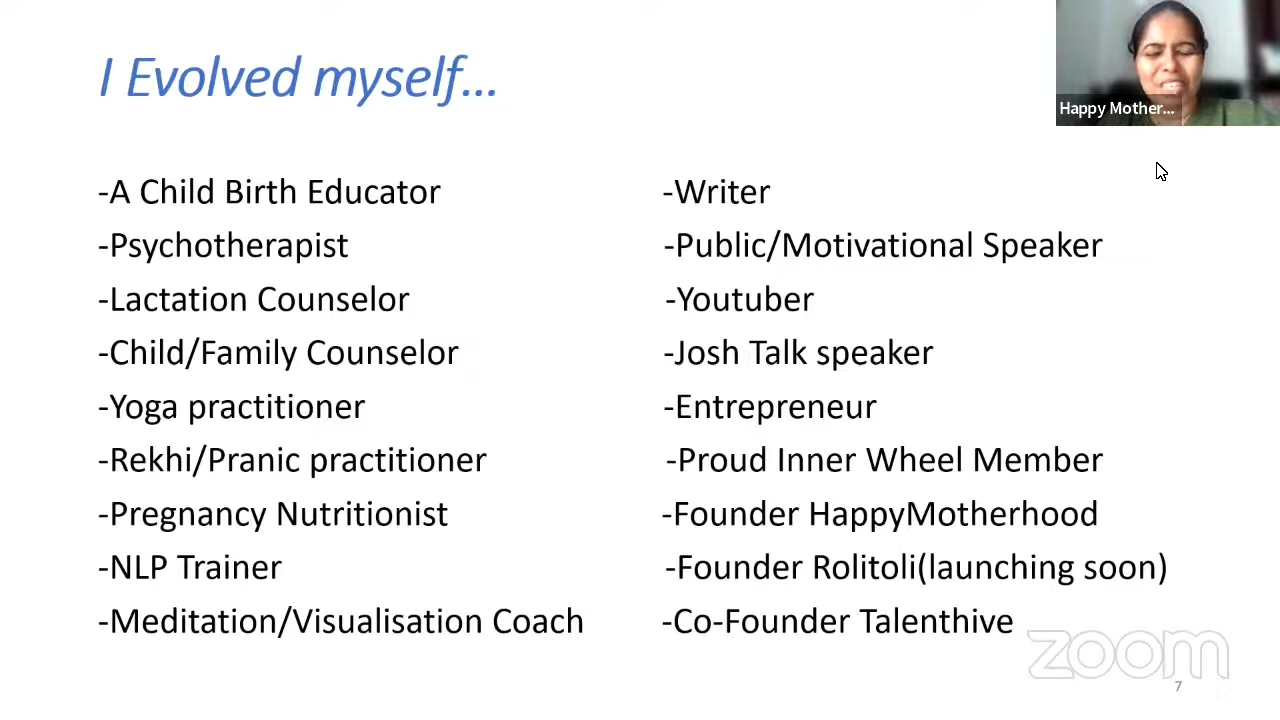 I Evolved myself...
Happy Mother...
-A Child Birth Educator
-Psychotherapist
-Lactation Counselor
-Child/Family Counselor
-Yoga practitioner
-Rekhi/Pranic practitioner
-Pregnancy Nutritionist
-NLP Trainer
-Meditation/Visualisation Coach
-Writer
-Public/Motivational Speaker
-Youtuber
-Josh Talk speaker
-Entrepreneur
-Proud Inner Wheel Member
-Founder HappyMotherhood
-Founder Rolitoli(launching soon)
-Co-Founder Talenthive
zoom
7